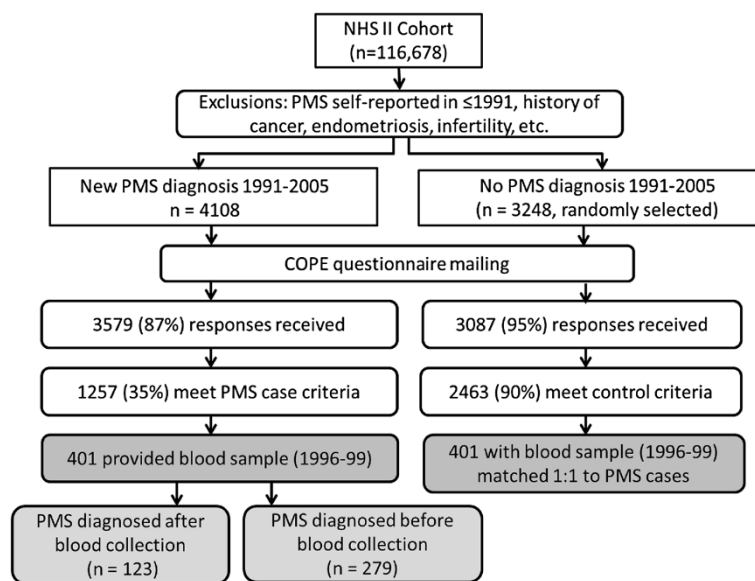 NHS II Cohort
(n=116,678)
Exclusions: PMS self-reported in ≤1991, history of
cancer, endometriosis, infertility, etc.
New PMS diagnosis 1991-2005
n = 4108
No PMS diagnosis 1991-2005
(n = 3248, randomly selected)
COPE questionnaire mailing
3579 (87%) responses received
3087 (95%) responses received
1257 (35%) meet PMS case criteria
2463 (90%) meet control criteria
401 provided blood sample (1996-99)
401 with blood sample (1996-99)
matched 1:1 to PMS cases
PMS diagnosed after
blood collection
(n = 123)
PMS diagnosed before
blood collection
(n = 279)